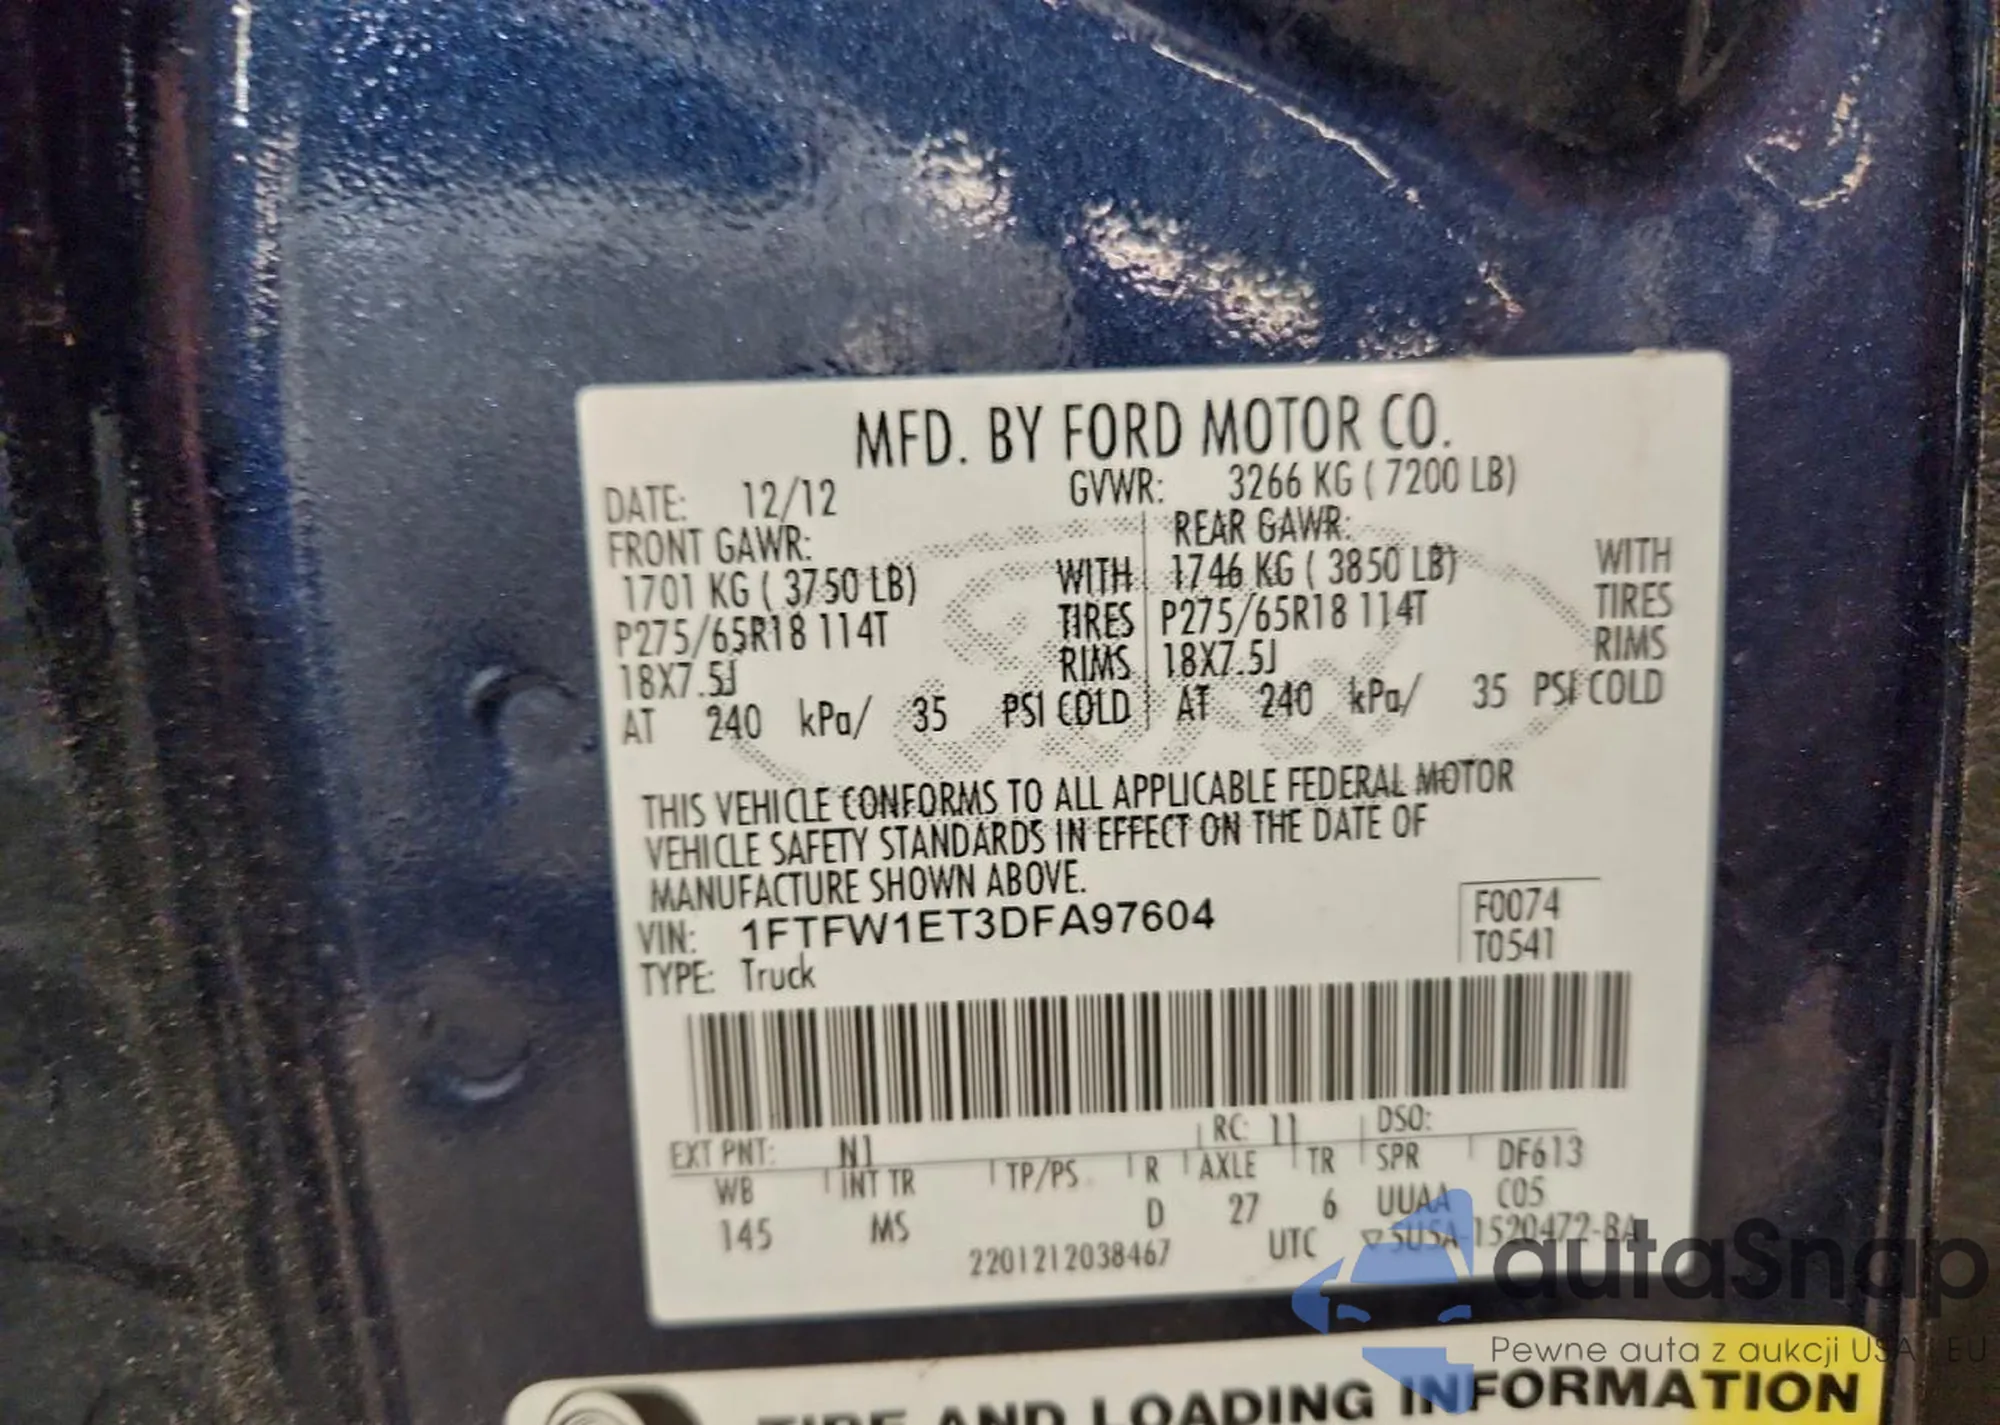 MFD. BY FORD MOTOR CO.
DATE: 12/12 GVWR: 3266 KG ( 7200 LB)
FRONT GAWR: REAR GAWR:
1701 KG ( 3750 LB) WITH 1746 KG ( 3850 LB) WITH
P275/65R18 114T TIRES P275/65R18 114T TIRES
18X7.5J RIMS 18X7.5J RIMS
AT 240 kPa/ 35 PSI COLD AT 240 kPa/ 35 PSI COLD
THIS VEHICLE CONFORMS TO ALL APPLICABLE FEDERAL MOTOR
VEHICLE SAFETY STANDARDS IN EFFECT ON THE DATE OF
MANUFACTURE SHOWN ABOVE.
VIN: 1FTFW1ET3DFA97604 F0074
TYPE: Truck T0541
EXT PNT: N1 RC: 11 DSO:
WB INT TR TP/PS R AXLE TR SPR DF613
145 MS D 27 6 UUAA C05
2201212038467 UTC ▽5U5A-1520472-BA
autaSnap
Pewne auta z aukcji USA i EU
TIRE AND LOADING INFORMATION